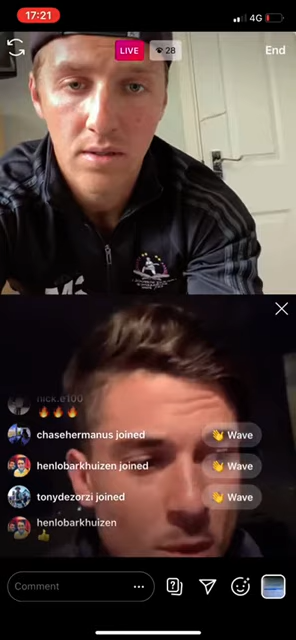 17:21
4G
LIVE
28
End
nick.e100
🔥🔥🔥
chasehermanus joined
👋 Wave
henlobarkhuizen joined
👋 Wave
tonydezorzi joined
👋 Wave
henlobarkhuizen
👍
Comment